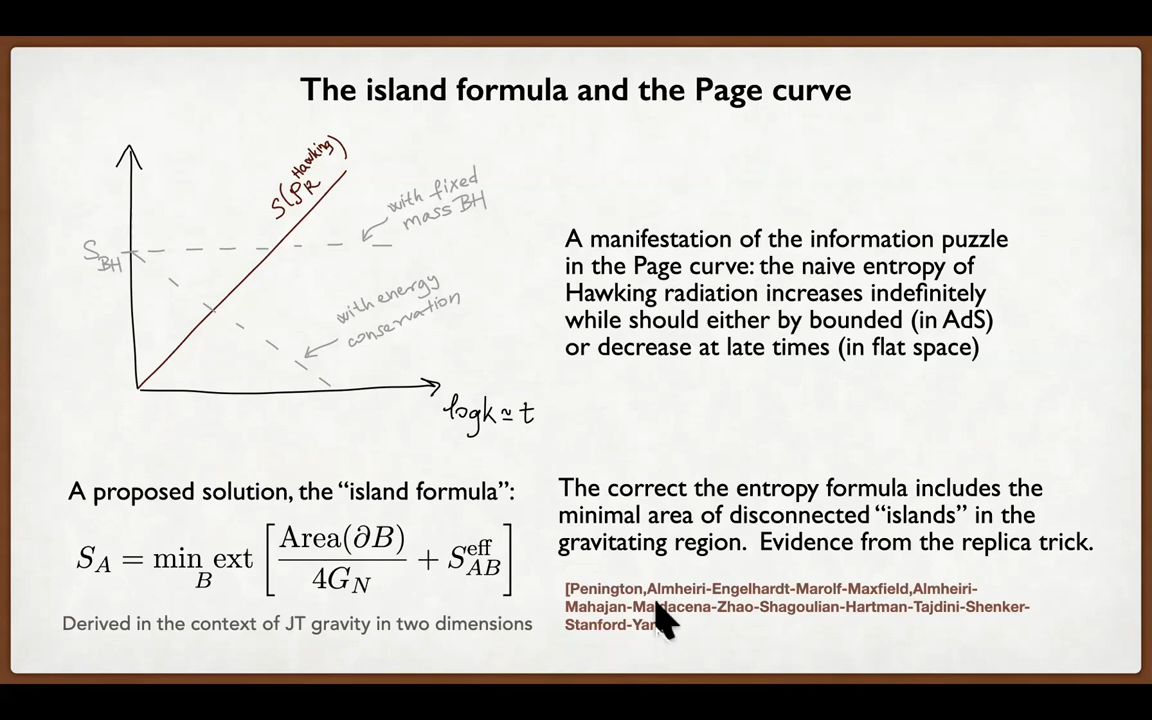 The island formula and the Page curve
S(ρ_R^Hawking)
with fixed
mass BH
S_BH
with energy
conservation
log k ≃ t
A manifestation of the information puzzle
in the Page curve: the naive entropy of
Hawking radiation increases indefinitely
while should either by bounded (in AdS)
or decrease at late times (in flat space)
A proposed solution, the “island formula”:
S_A = min ext_B [ Area(∂B) / 4G_N + S_AB^eff ]
Derived in the context of JT gravity in two dimensions
The correct the entropy formula includes the
minimal area of disconnected “islands” in the
gravitating region. Evidence from the replica trick.
[Penington,Almheiri-Engelhardt-Marolf-Maxfield,Almheiri-
Mahajan-Maldacena-Zhao-Shagoulian-Hartman-Tajdini-Shenker-
Stanford-